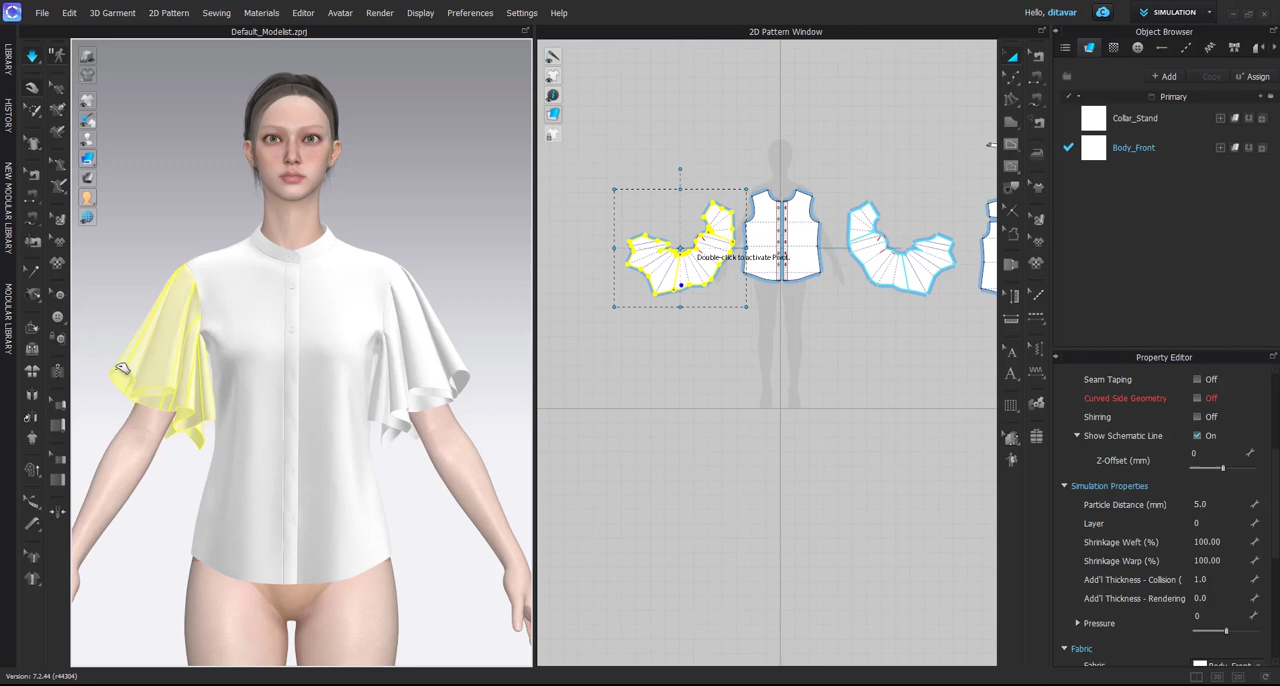 File Edit 3D Garment 2D Pattern Sewing Materials Editor Avatar Render Display Preferences Settings Help
Hello, ditavar
SIMULATION
Default_Modelist.zprj
2D Pattern Window
Object Browser
LIBRARY
HISTORY
NEW MODULAR LIBRARY
MODULAR LIBRARY
+ Add
Copy
Assign
Primary
Collar_Stand
Body_Front
Double-click to activate Pivot.
Property Editor
Seam Taping Off
Curved Side Geometry Off
Shirring Off
Show Schematic Line On
Z-Offset (mm) 0
Simulation Properties
Particle Distance (mm) 5.0
Layer 0
Shrinkage Weft (%) 100.00
Shrinkage Warp (%) 100.00
Add'l Thickness - Collision ( 1.0
Add'l Thickness - Rendering 0.0
Pressure 0
Fabric
Fabric Body_Front
Version: 7.2.44 (r44304)
3D
2D